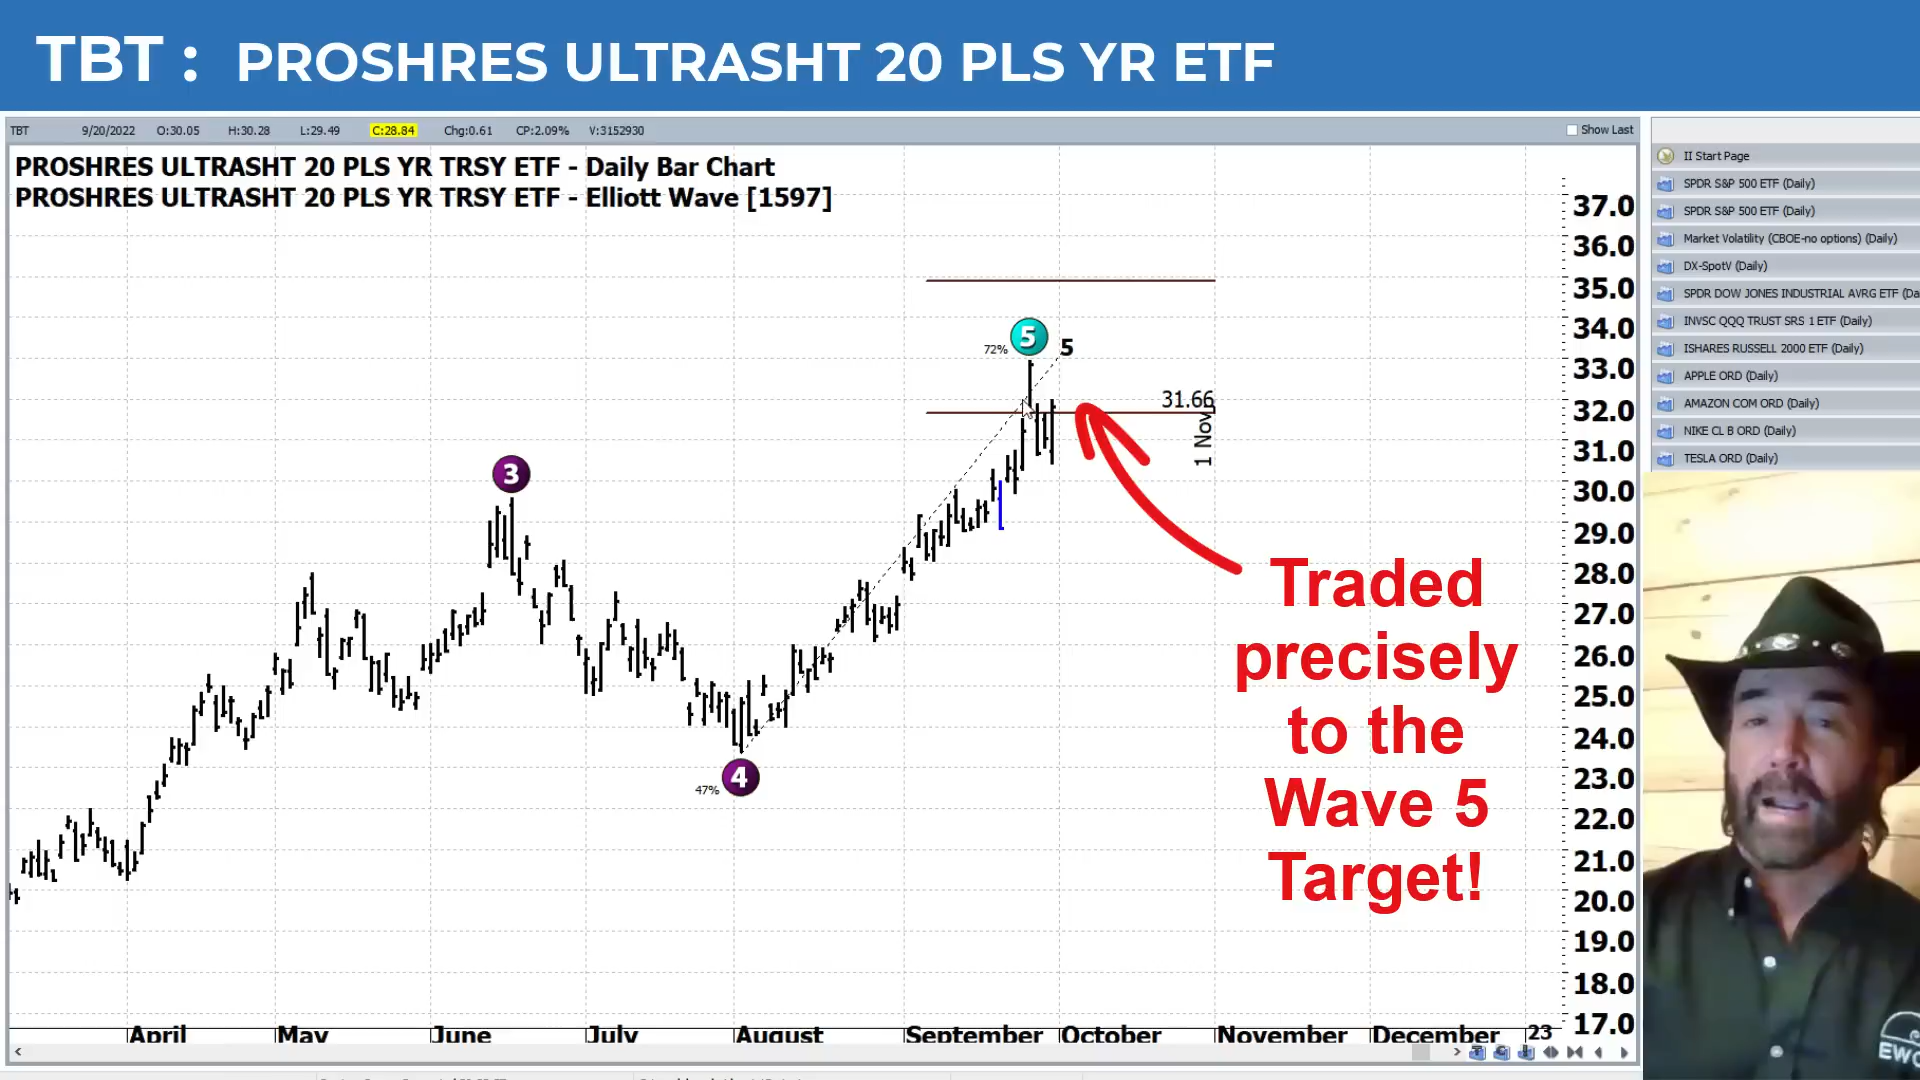 TBT : PROSHRES ULTRASHT 20 PLS YR ETF
TBT 9/20/2022 O:30.05 H:30.28 L:29.49 C:28.84 Chg:0.61 CP:2.09% V:3152930
Show Last
PROSHRES ULTRASHT 20 PLS YR TRSY ETF - Daily Bar Chart
PROSHRES ULTRASHT 20 PLS YR TRSY ETF - Elliott Wave [1597]
37.0
36.0
35.0
34.0
33.0
32.0
31.0
30.0
29.0
28.0
27.0
26.0
25.0
24.0
23.0
22.0
21.0
20.0
19.0
18.0
17.0
5
72%
5
31.66
1 Nov
3
4
47%
Traded
precisely
to the
Wave 5
Target!
April May June July August September October November December 23
II Start Page
SPDR S&P 500 ETF (Daily)
SPDR S&P 500 ETF (Daily)
Market Volatility (CBOE-no options) (Daily)
DX-SpotV (Daily)
SPDR DOW JONES INDUSTRIAL AVRG ETF (Da
INVSC QQQ TRUST SRS 1 ETF (Daily)
ISHARES RUSSELL 2000 ETF (Daily)
APPLE ORD (Daily)
AMAZON COM ORD (Daily)
NIKE CL B ORD (Daily)
TESLA ORD (Daily)